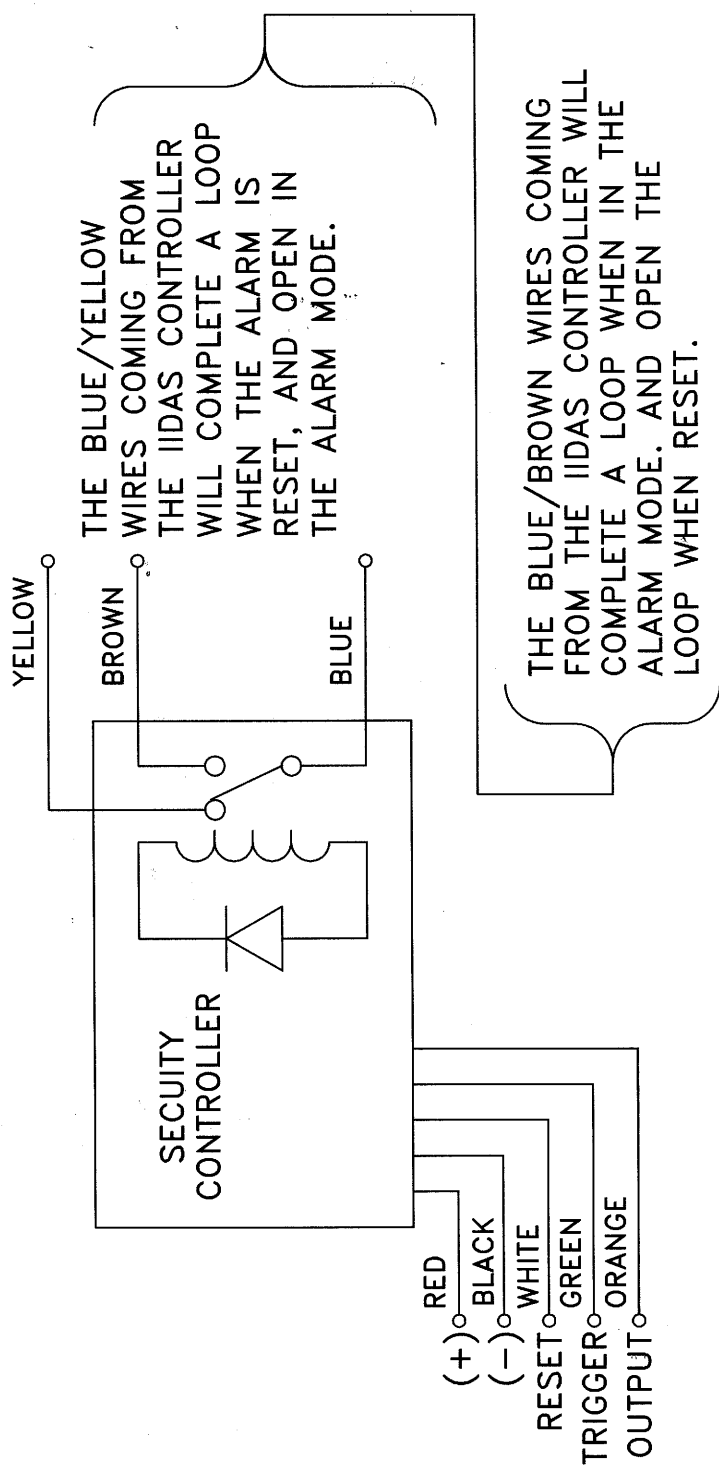 YELLOW
BROWN
BLUE
THE BLUE/YELLOW
WIRES COMING FROM
THE IIDAS CONTROLLER
WILL COMPLETE A LOOP
WHEN THE ALARM IS
RESET, AND OPEN IN
THE ALARM MODE.
SECUITY
CONTROLLER
(+) RED
(-) BLACK
RESET WHITE
TRIGGER GREEN
OUTPUT ORANGE
THE BLUE/BROWN WIRES COMING
FROM THE IIDAS CONTROLLER WILL
COMPLETE A LOOP WHEN IN THE
ALARM MODE. AND OPEN THE
LOOP WHEN RESET.